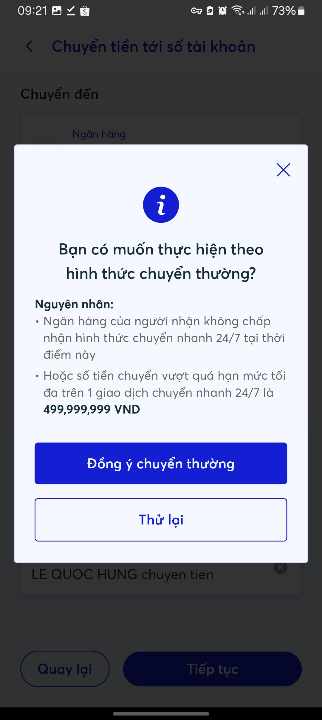 09:21
73%
Chuyển tiền tới số tài khoản
Chuyển đến
Ngân hàng
Bạn có muốn thực hiện theo
hình thức chuyển thường?
Nguyên nhân:
• Ngân hàng của người nhận không chấp
nhận hình thức chuyển nhanh 24/7 tại thời
điểm này
• Hoặc số tiền chuyển vượt quá hạn mức tối
đa trên 1 giao dịch chuyển nhanh 24/7 là
499,999,999 VND
Đồng ý chuyển thường
Thử lại
LE QUOC HUNG chuyen tien
Quay lại
Tiếp tục